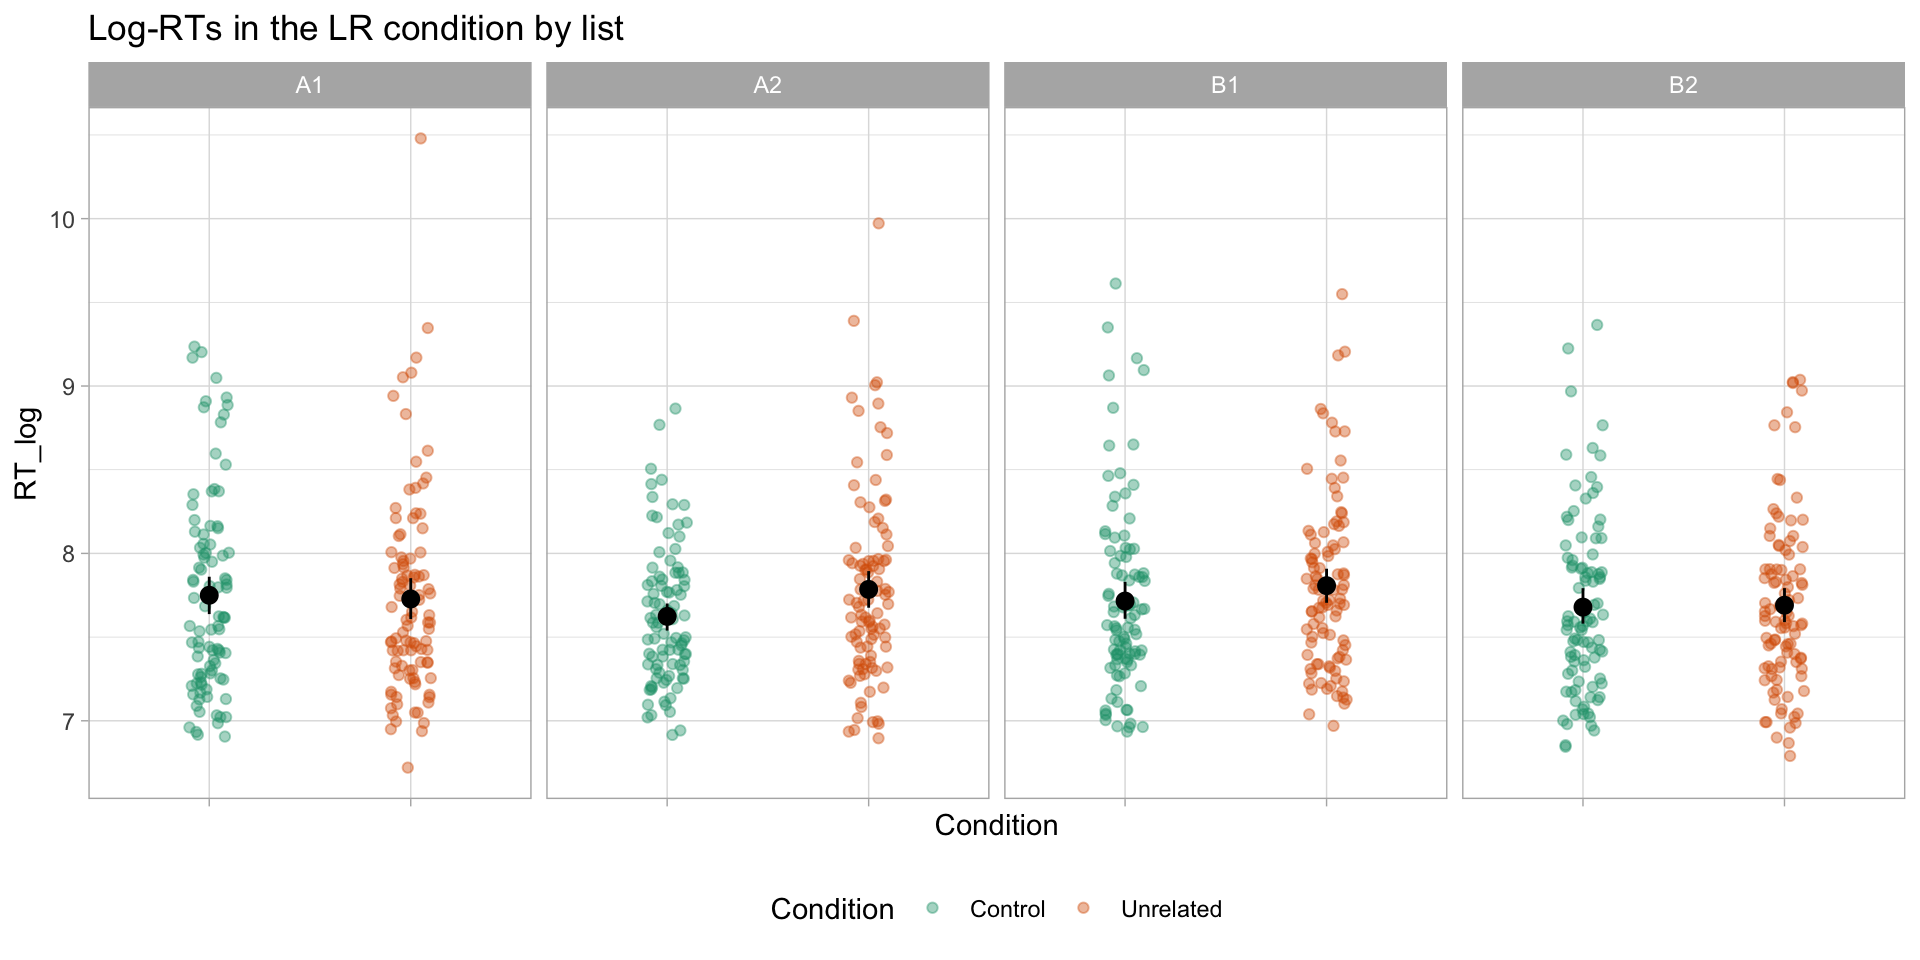 Log-RTs in the LR condition by list
A1 A2 B1 B2
10
9
8
7
RT_log
Condition
Condition Control Unrelated